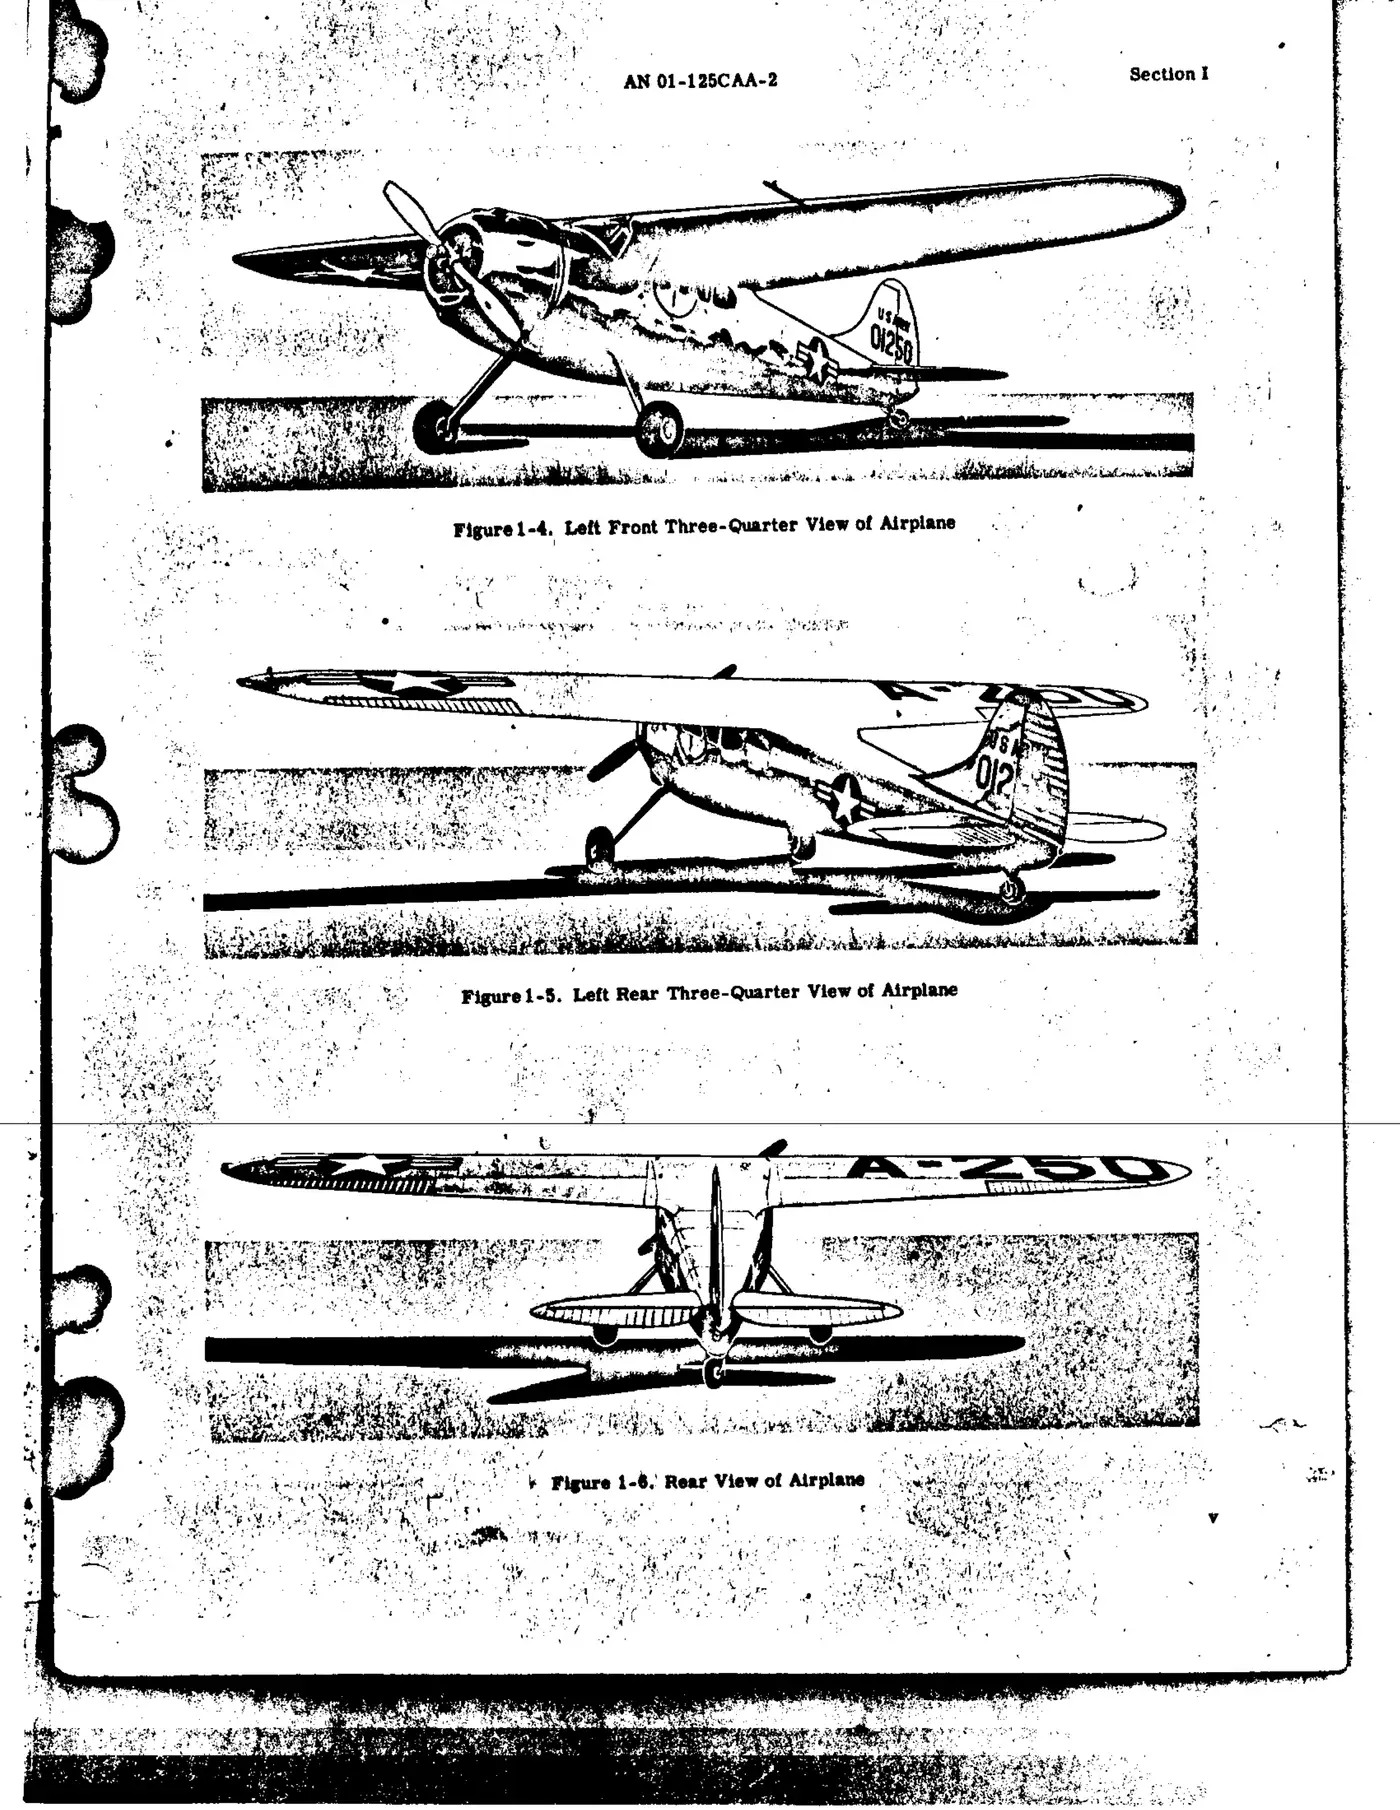 AN 01-125CAA-2
Section I
U S ARMY
01250
Figure 1-4. Left Front Three-Quarter View of Airplane
A-250
U S A
012
Figure 1-5. Left Rear Three-Quarter View of Airplane
A-250
Figure 1-6. Rear View of Airplane
v